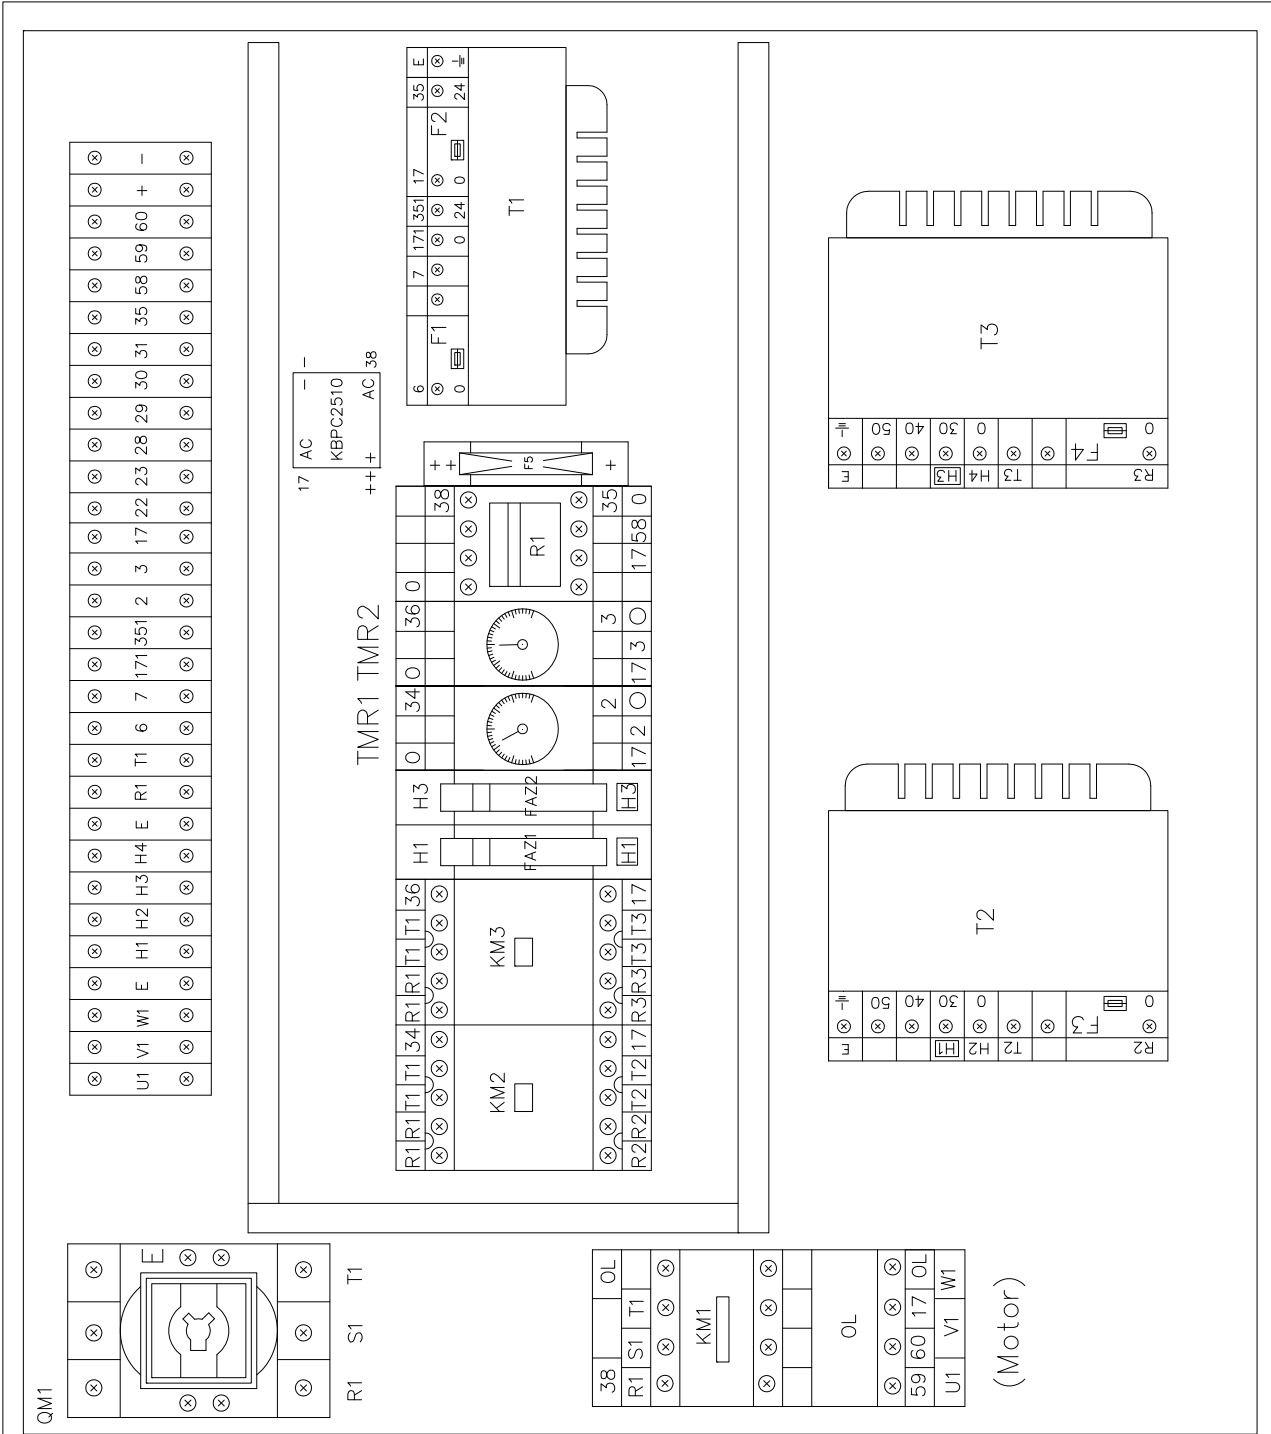 -
+
60
59
58
35
31
30
29
28
23
22
17
3
2
351
171
7
6
T1
R1
E
H4
H3
H2
H1
E
W1
V1
U1
17 AC - -
KBPC2510
+++ AC 38
E
35 24
F2
17 0
351 24
171 0
7
F1
6 0
T1
++ F5 +
38 35 0
58
R1
17
0
TMR1 TMR2
36 3 O
3
0 17
34 2 O
2
0 17
H3 FAZ2 H3
H1 FAZ1 H1
36 17
T1 T3
T1 KM3 T3
R1 R3
R1 R3
34 17
T1 T2
T1 KM2 T2
R1 R2
R1 R2
T3
50 40 30 0 F4 0
E H3 H4 T3 R3
T2
50 40 30 0 F3 0
E H1 H2 T2 R2
QM1
E
T1
S1
R1
OL T1 OL W1
17
S1 KM1 OL 60 V1
38 R1 59 U1
(Motor)